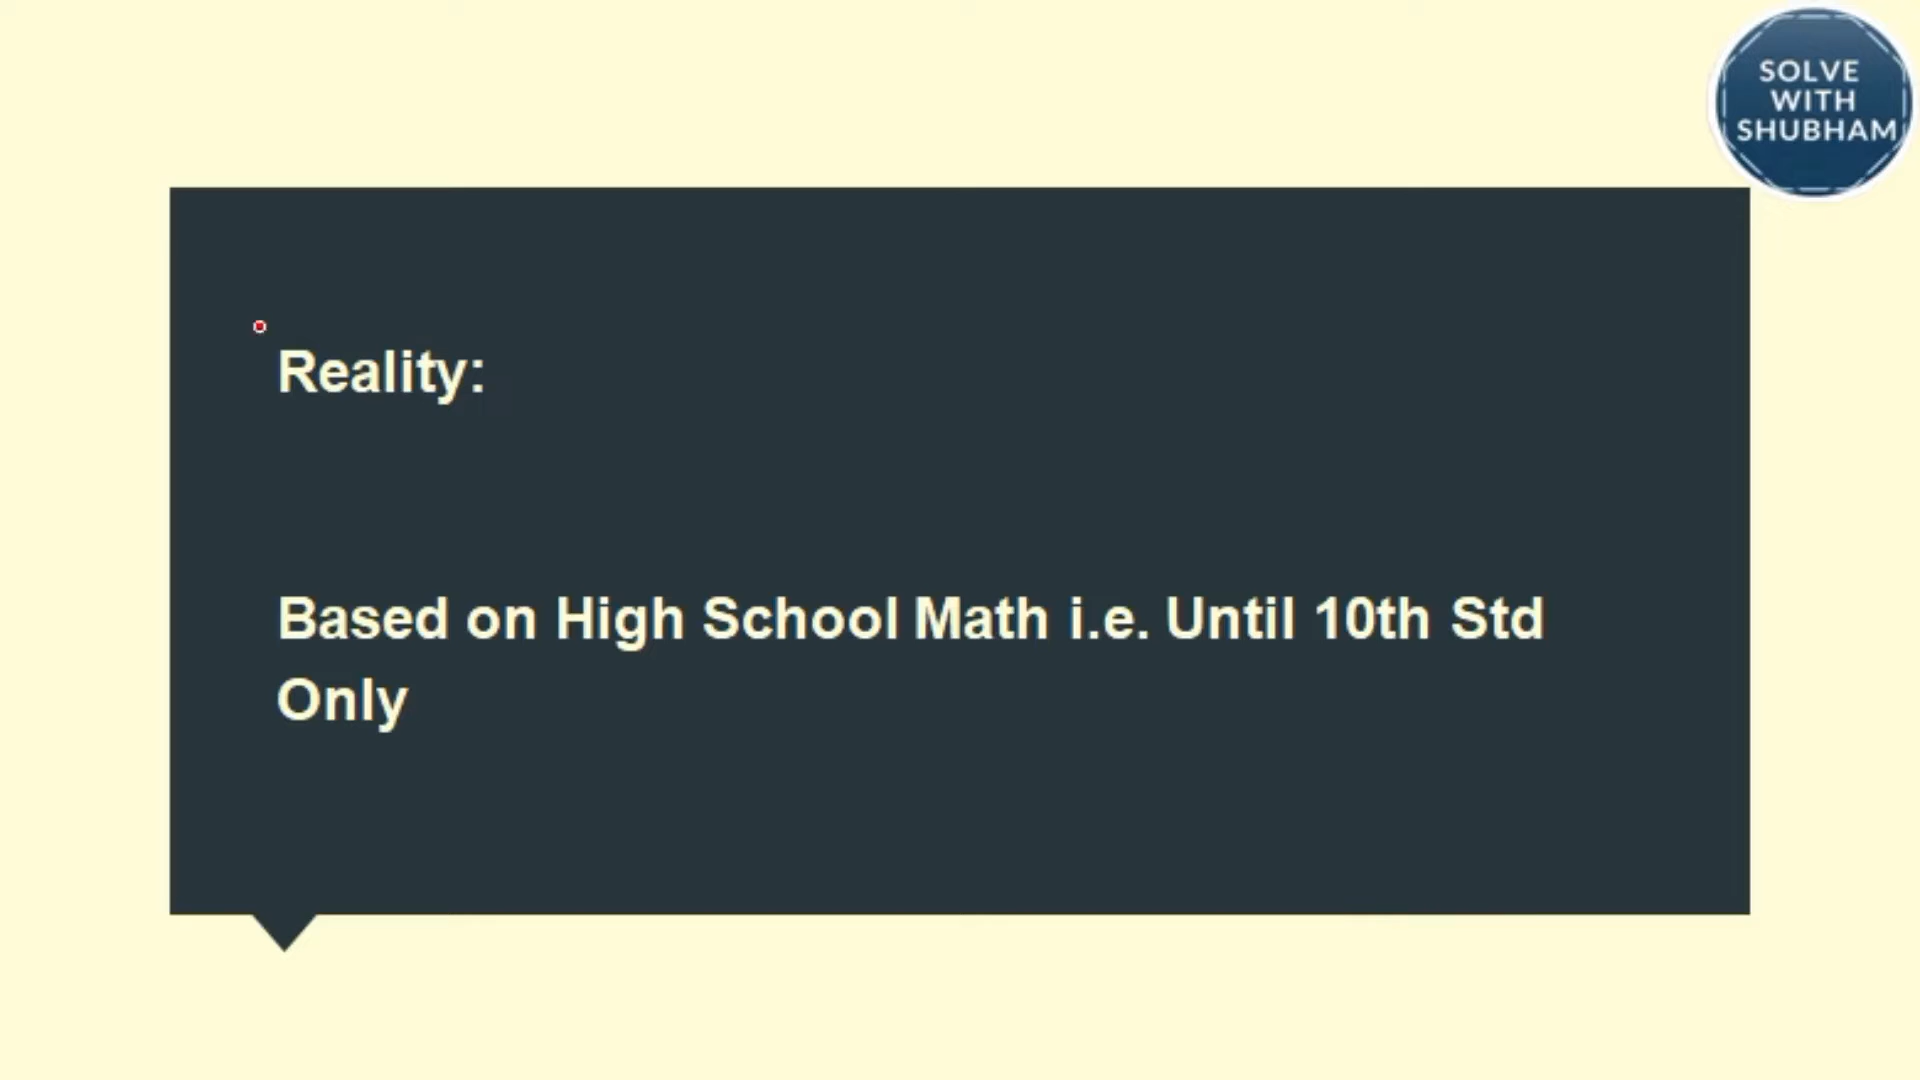 SOLVE
WITH
SHUBHAM
Reality:
Based on High School Math i.e. Until 10th Std
Only